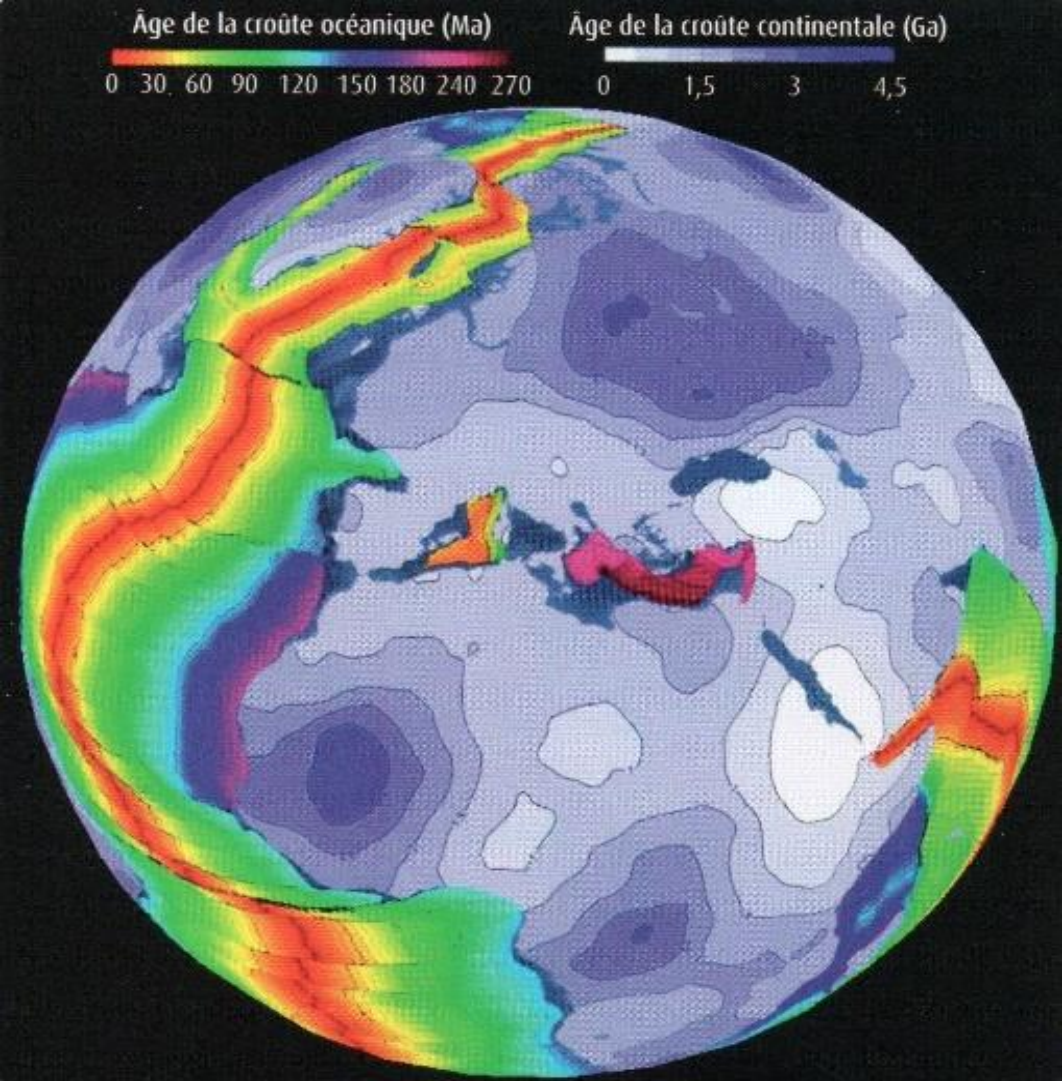 Âge de la croûte océanique (Ma)
Âge de la croûte continentale (Ga)
0 30 60 90 120 150 180 240 270
0 1,5 3 4,5